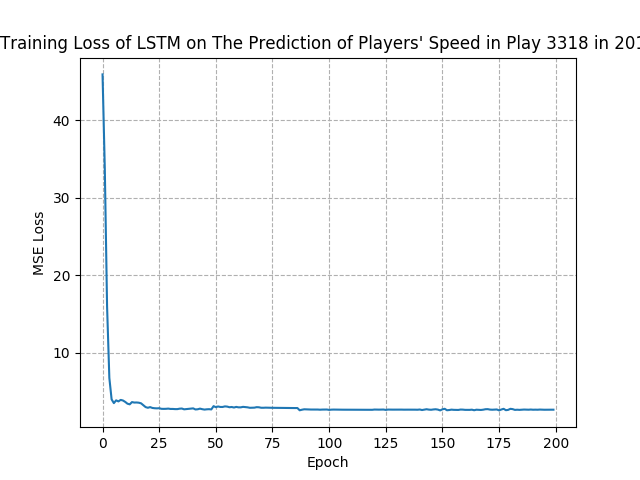 Training Loss of LSTM on The Prediction of Players' Speed in Play 3318 in 201
40
30
20
10
MSE Loss
0 25 50 75 100 125 150 175 200
Epoch